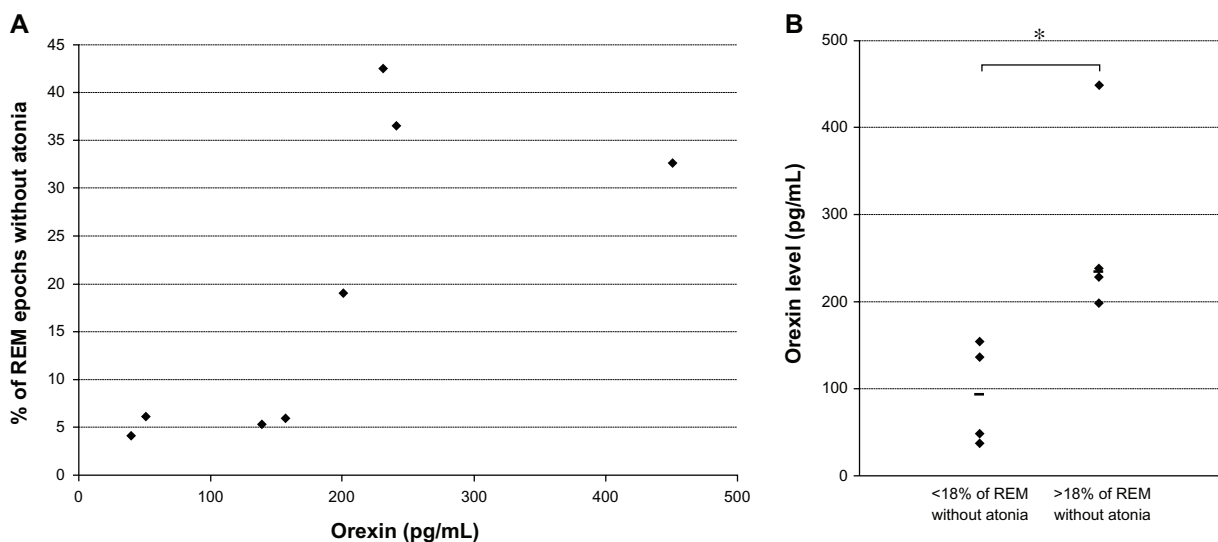 A
% of REM epochs without atonia
45
40
35
30
25
20
15
10
5
0
0 100 200 300 400 500
Orexin (pg/mL)
B
Orexin level (pg/mL)
500
400
300
200
100
0
*
<18% of REM >18% of REM
without atonia without atonia